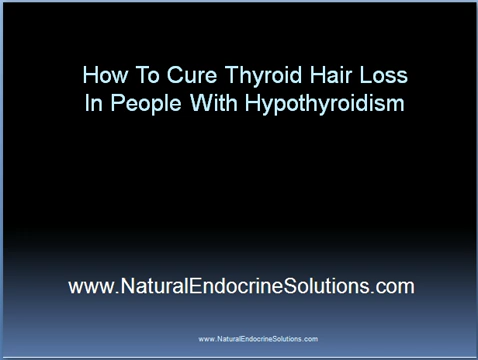 How To Cure Thyroid Hair Loss
In People With Hypothyroidism
www.NaturalEndocrineSolutions.com
www.NaturalEndocrineSolutions.com